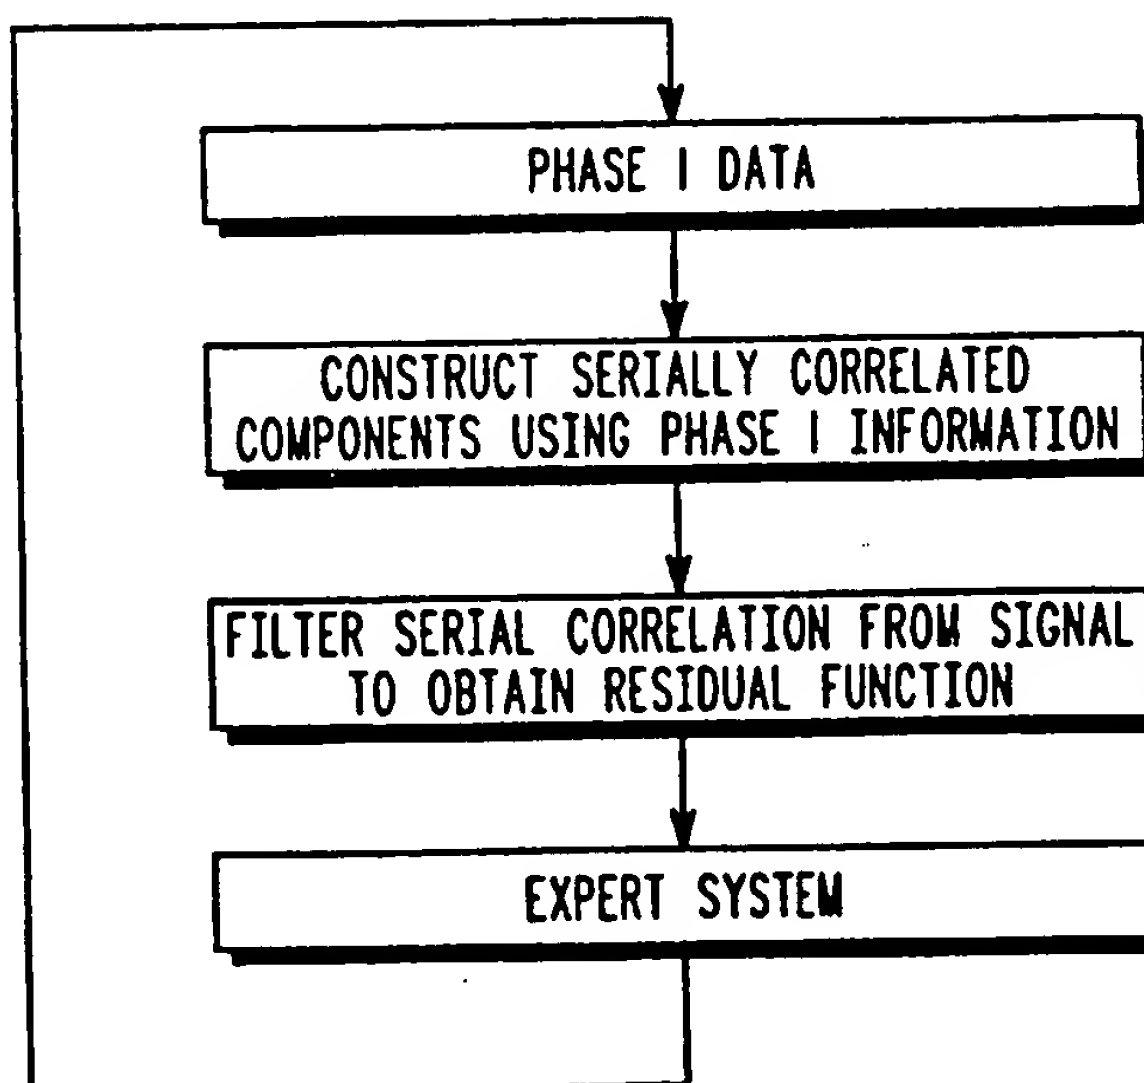 PHASE I DATA
CONSTRUCT SERIALLY CORRELATED
COMPONENTS USING PHASE I INFORMATION
FILTER SERIAL CORRELATION FROM SIGNAL
TO OBTAIN RESIDUAL FUNCTION
EXPERT SYSTEM